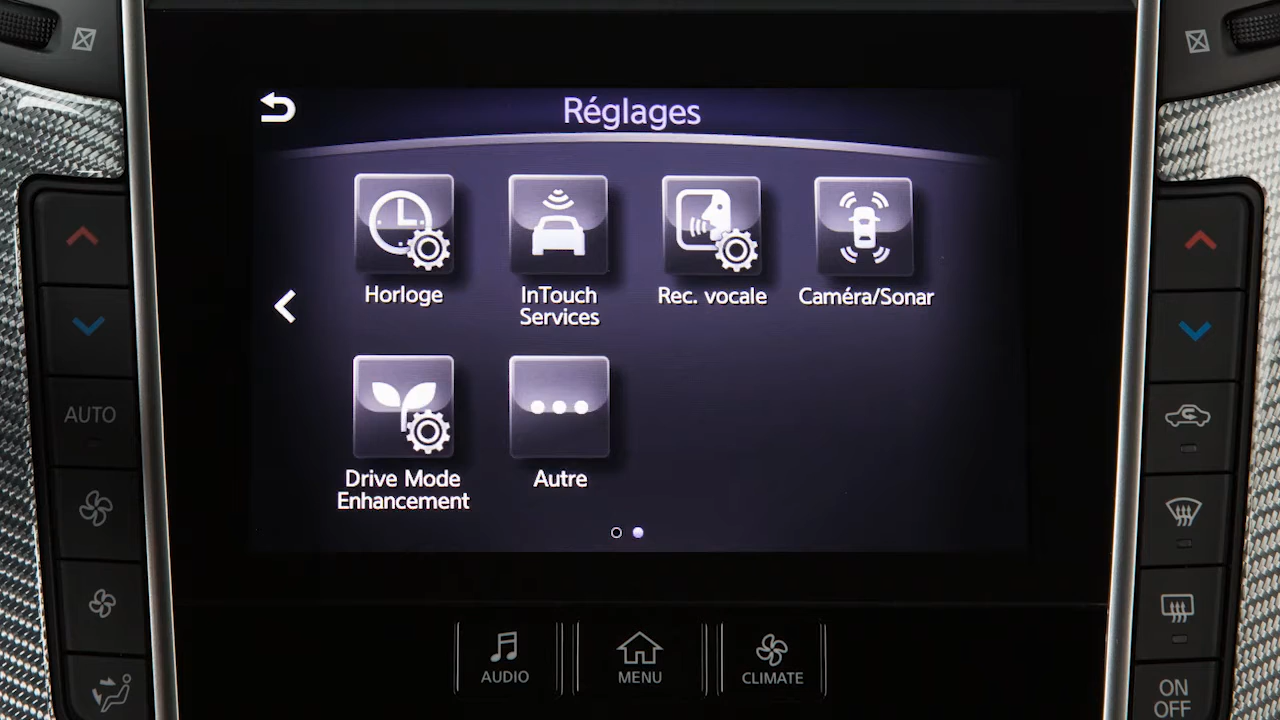 Réglages
Horloge
InTouch
Services
Rec. vocale
Caméra/Sonar
Drive Mode
Enhancement
Autre
AUTO
AUDIO
MENU
CLIMATE
ON
OFF